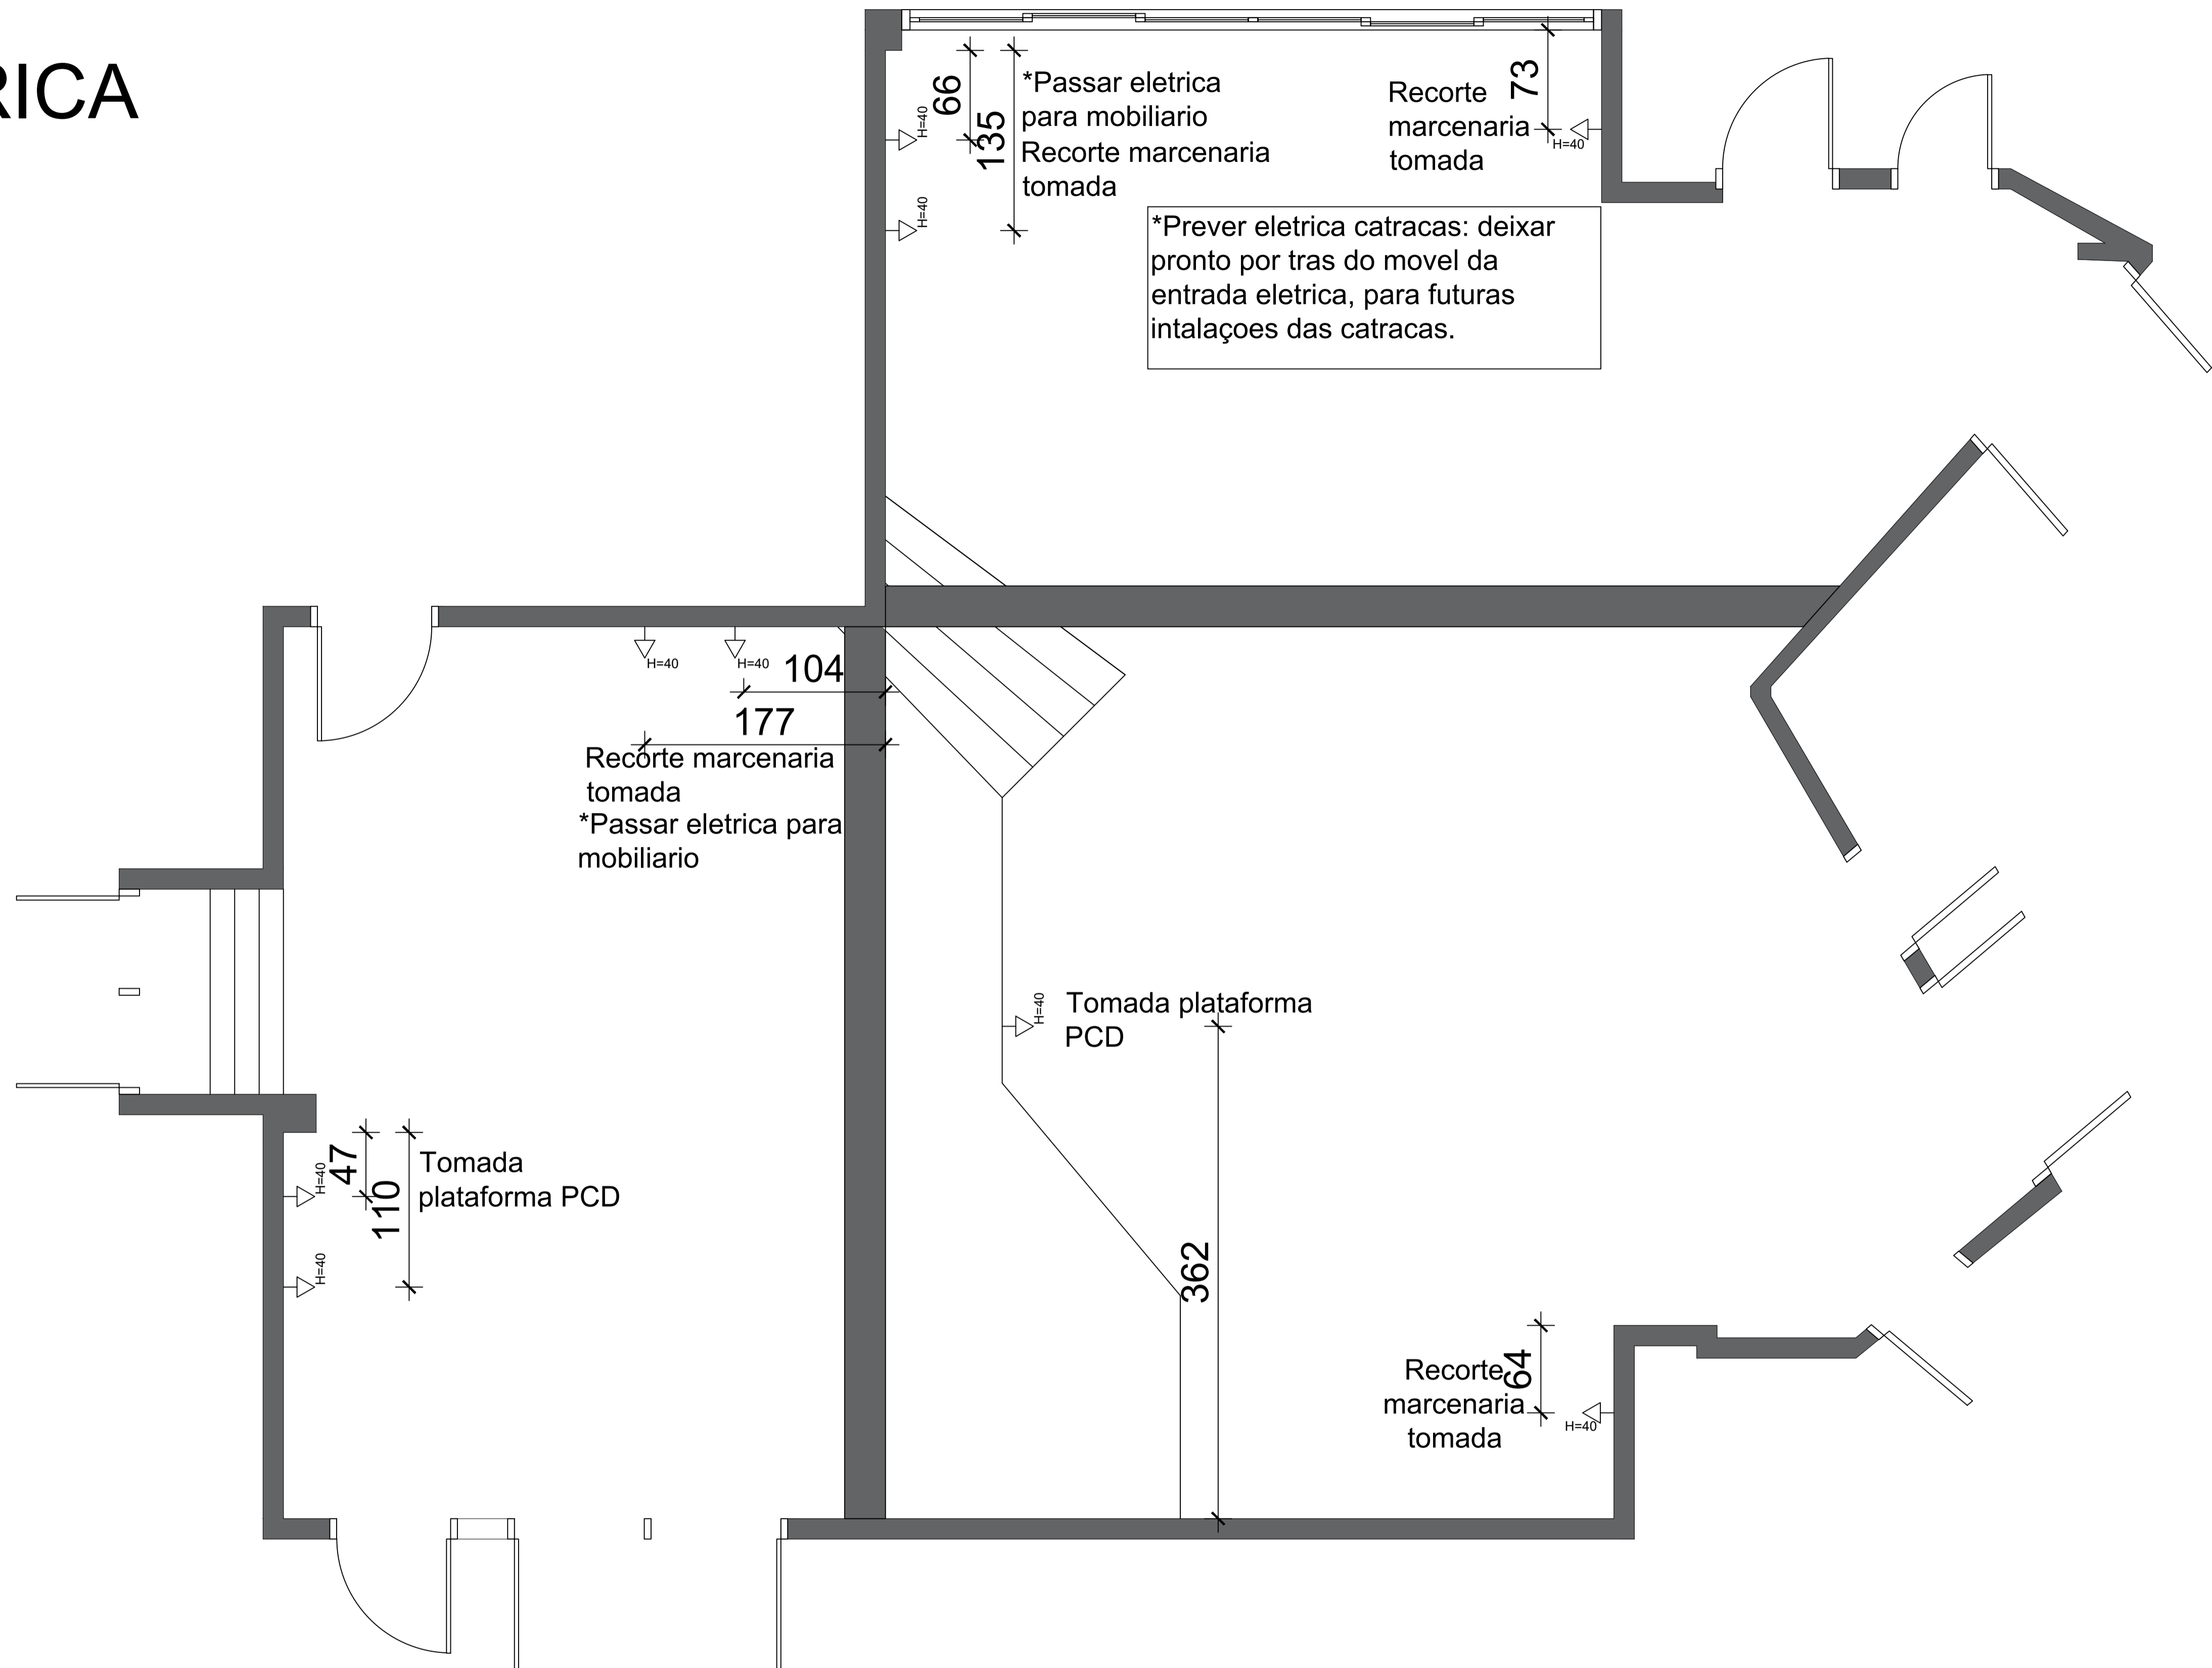 RICA
66
135
H=40
H=40
*Passar eletrica
para mobiliario
Recorte marcenaria
tomada
Recorte
marcenaria
tomada
73
H=40
*Prever eletrica catracas: deixar
pronto por tras do movel da
entrada eletrica, para futuras
intalaçoes das catracas.
H=40
H=40
104
177
Recorte marcenaria
tomada
*Passar eletrica para
mobiliario
H=40
Tomada plataforma
PCD
362
47
110
H=40
H=40
Tomada
plataforma PCD
Recorte
marcenaria
tomada
64
H=40